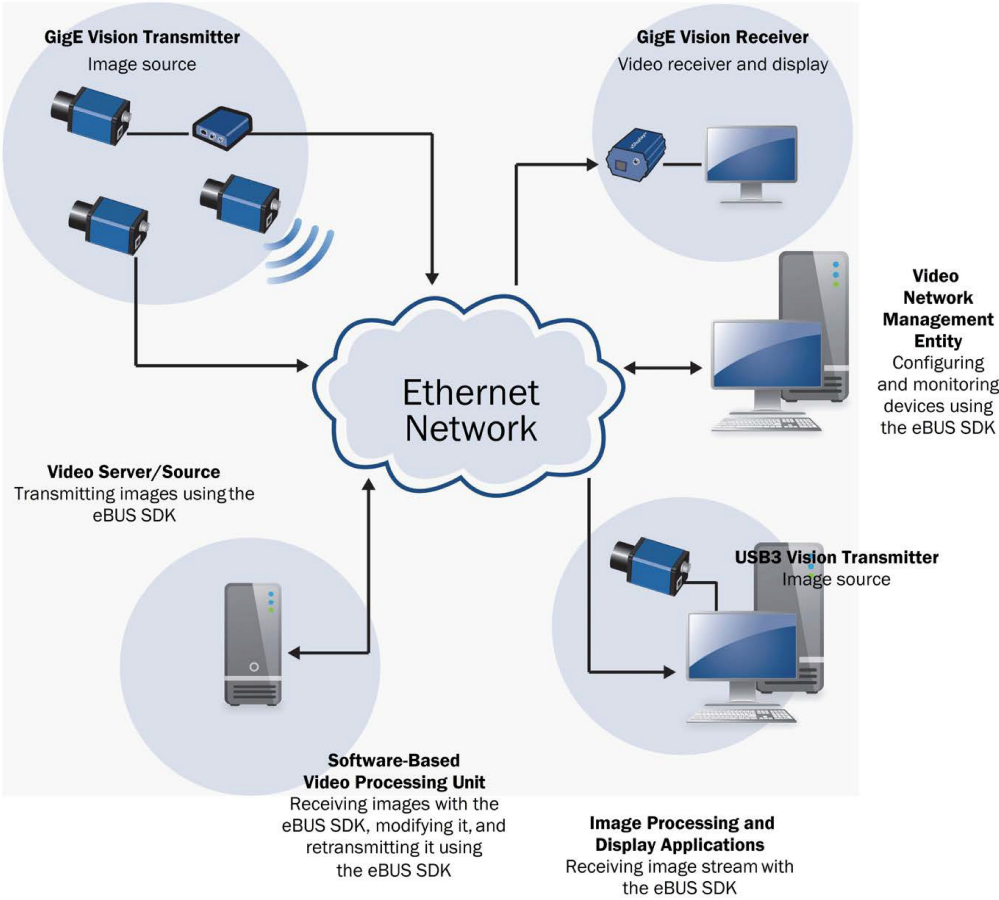 GigE Vision Transmitter
Image source
GigE Vision Receiver
Video receiver and display
Video
Network
Management
Entity
Configuring
and monitoring
devices using
the eBUS SDK
Ethernet
Network
Video Server/Source
Transmitting images using the
eBUS SDK
USB3 Vision Transmitter
Image source
Software-Based
Video Processing Unit
Receiving images with the
eBUS SDK, modifying it, and
retransmitting it using
the eBUS SDK
Image Processing and
Display Applications
Receiving image stream with
the eBUS SDK